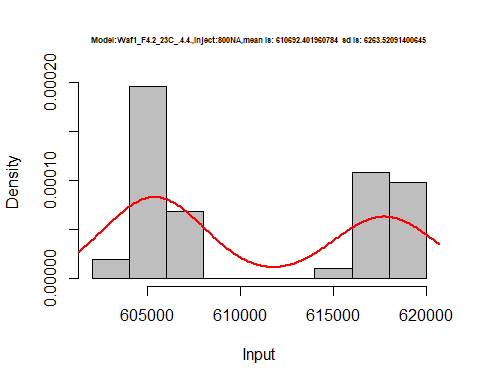 Model:Waf1_F4.2_23C_.4.4.,Inject:800NA,mean is: 610692.401960784 sd is: 6263.52091400645
Density
0.00020
0.00010
0.00000
605000 610000 615000 620000
Input